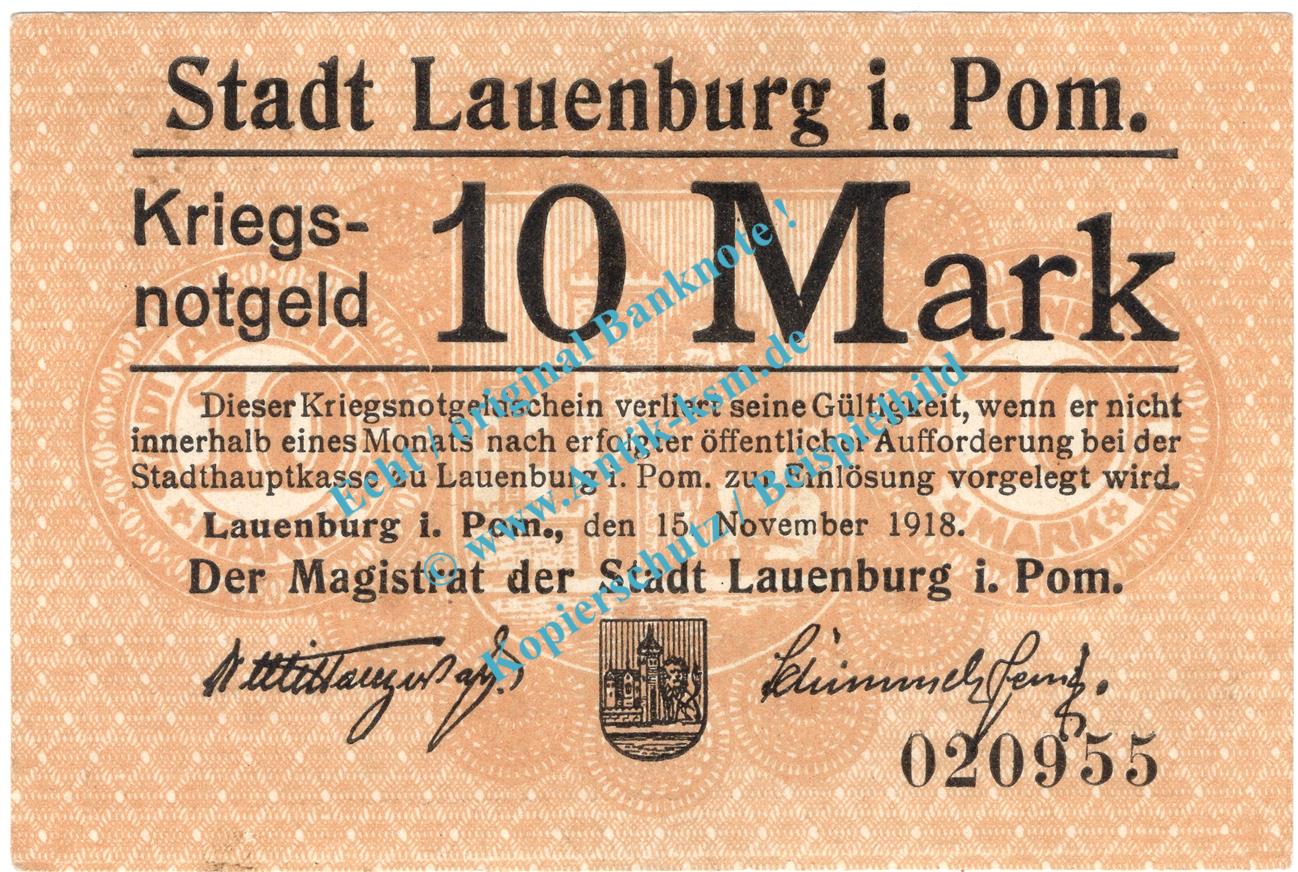 Stadt Lauenburg i. Pom.
Kriegs-
notgeld
10 Mark
Dieser Kriegsnotgeldschein verliert seine Gültigkeit, wenn er nicht
innerhalb eines Monats nach erfolgter öffentlicher Aufforderung bei der
Stadthauptkasse zu Lauenburg i. Pom. zur Einlösung vorgelegt wird.
Lauenburg i. Pom., den 15. November 1918.
Der Magistrat der Stadt Lauenburg i. Pom.
020955
10
MARK
Echt / original Banknote !
© www.Antik-ksm.de
Kopierschutz / Beispielbild